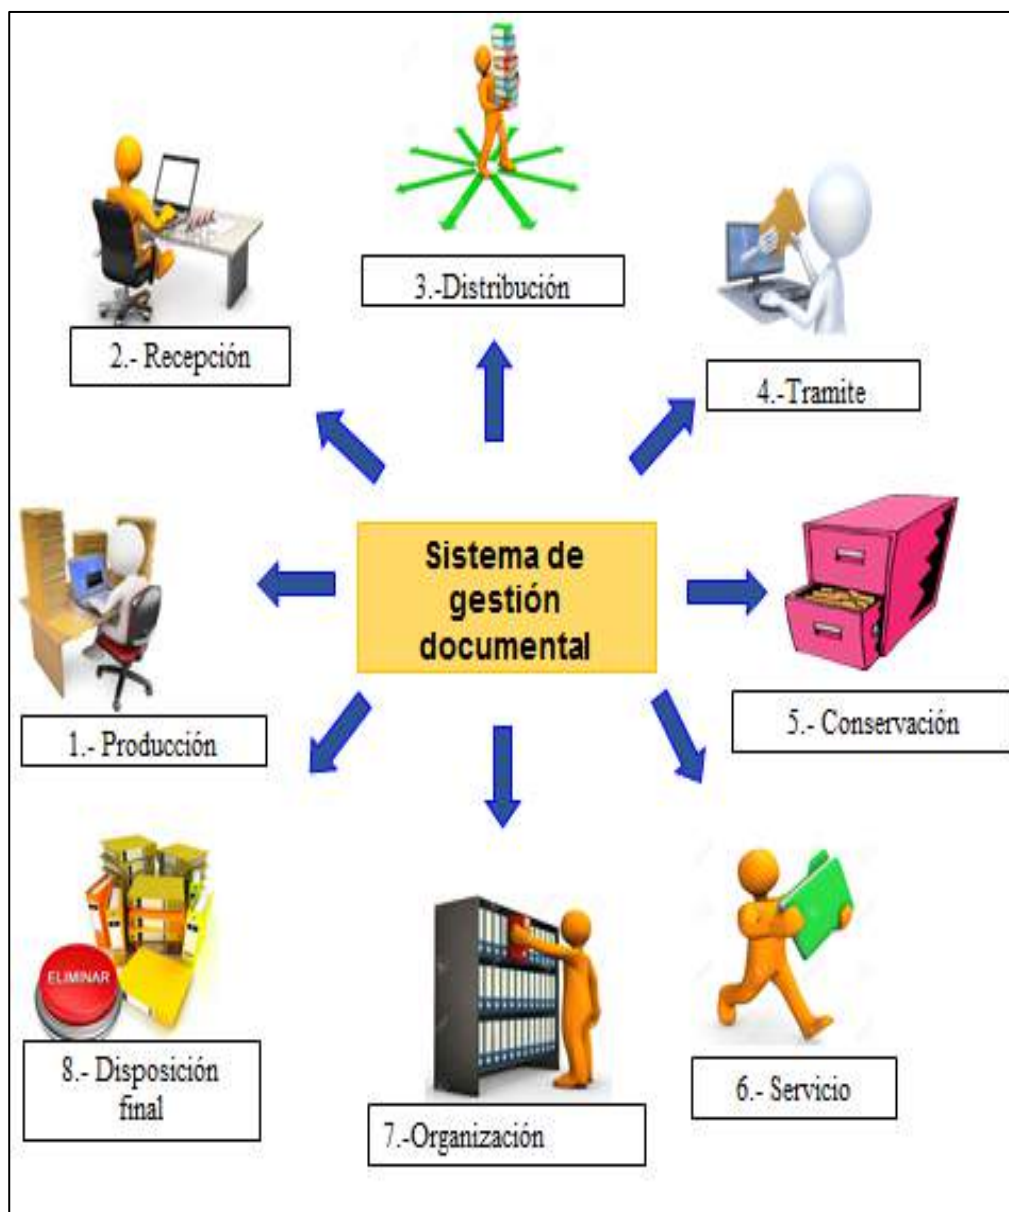 3.-Distribución
2.- Recepción
4.-Tramite
Sistema de
gestión
documental
1.- Producción
5.- Conservación
ELIMINAR
8.- Disposición
final
7.-Organización
6.- Servicio